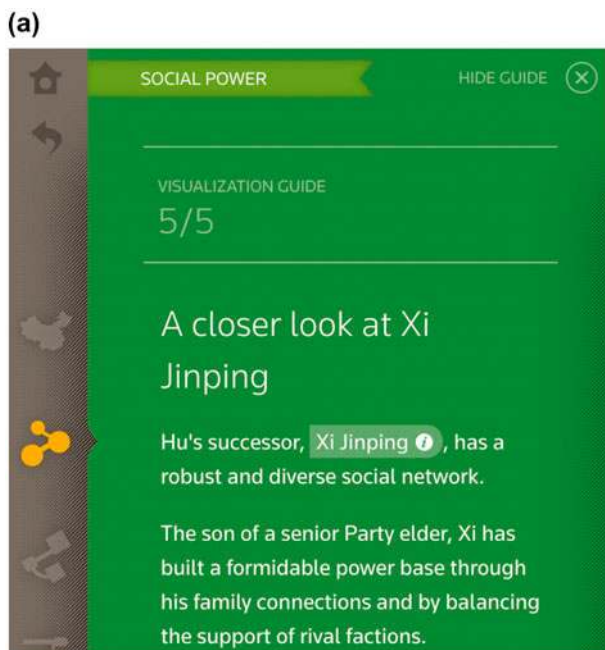 (a)
SOCIAL POWER
HIDE GUIDE
VISUALIZATION GUIDE
5/5
A closer look at Xi
Jinping
Hu's successor, Xi Jinping i, has a
robust and diverse social network.
The son of a senior Party elder, Xi has
built a formidable power base through
his family connections and by balancing
the support of rival factions.